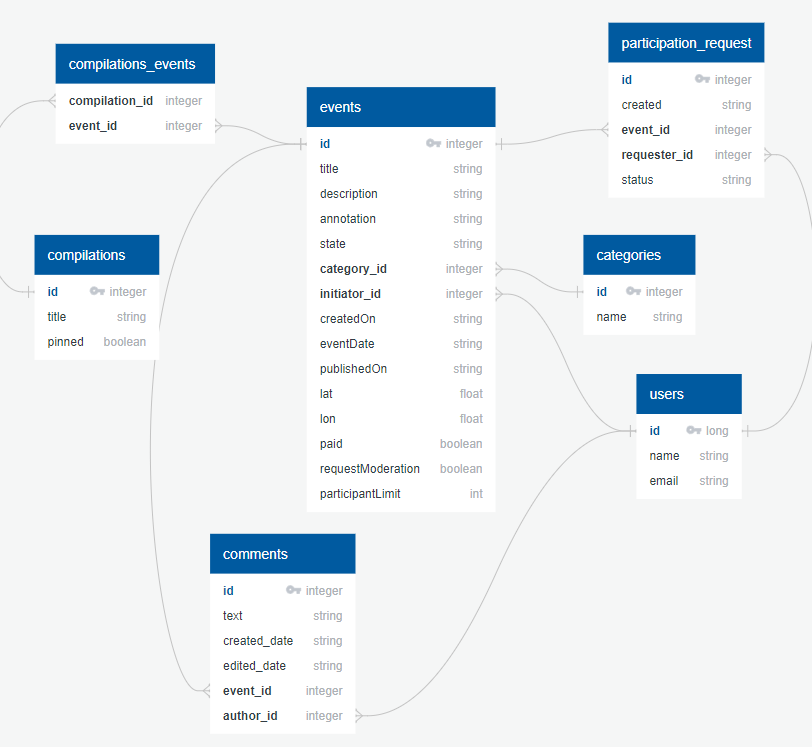 compilations_events
compilation_id integer
event_id integer
events
id integer
title string
description string
annotation string
state string
category_id integer
initiator_id integer
createdOn string
eventDate string
publishedOn string
lat float
lon float
paid boolean
requestModeration boolean
participantLimit int
participation_request
id integer
created string
event_id integer
requester_id integer
status string
compilations
id integer
title string
pinned boolean
categories
id integer
name string
users
id long
name string
email string
comments
id integer
text string
created_date string
edited_date string
event_id integer
author_id integer